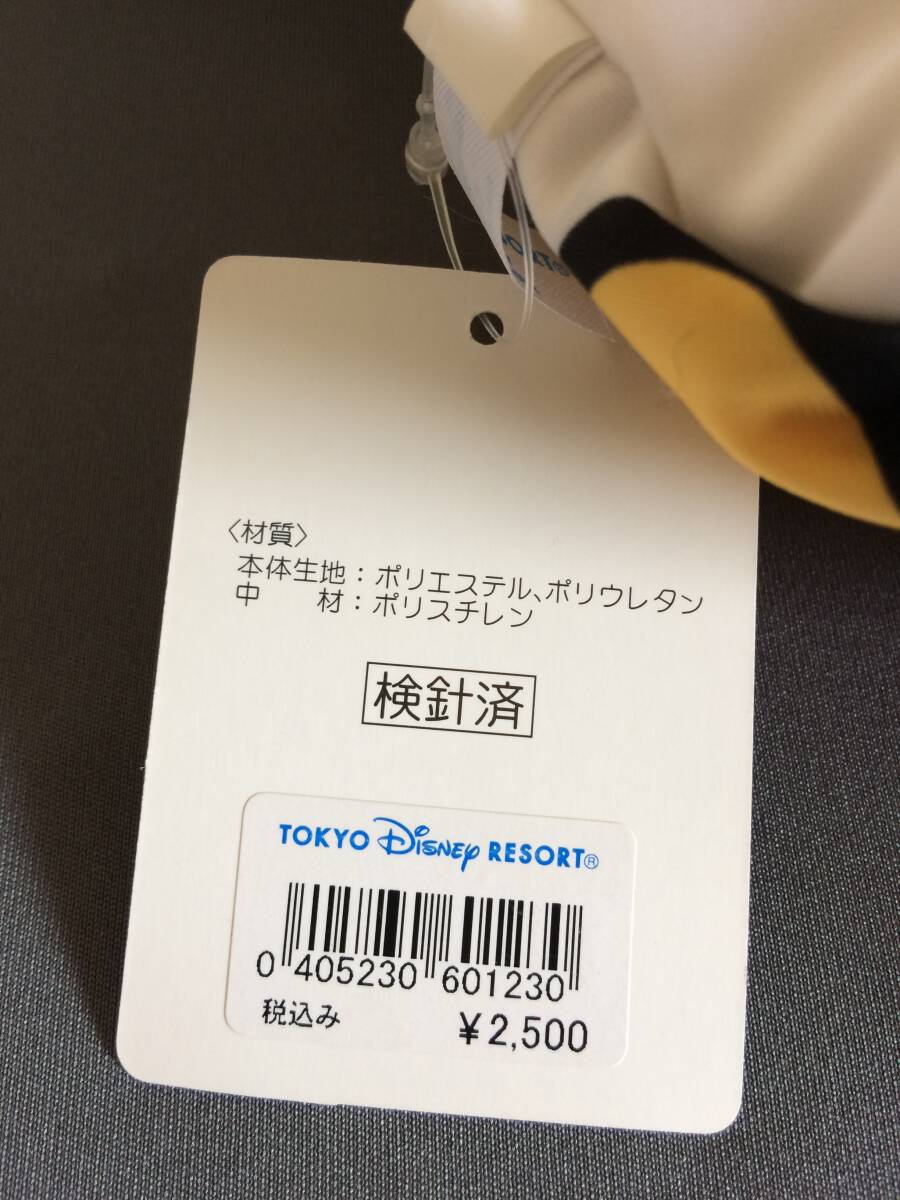 ORT®
〈材質〉
本体生地：ポリエステル、ポリウレタン
中　　材：ポリスチレン
検針済
TOKYO Disney RESORT®
0 405230 601230
税込み ¥2,500